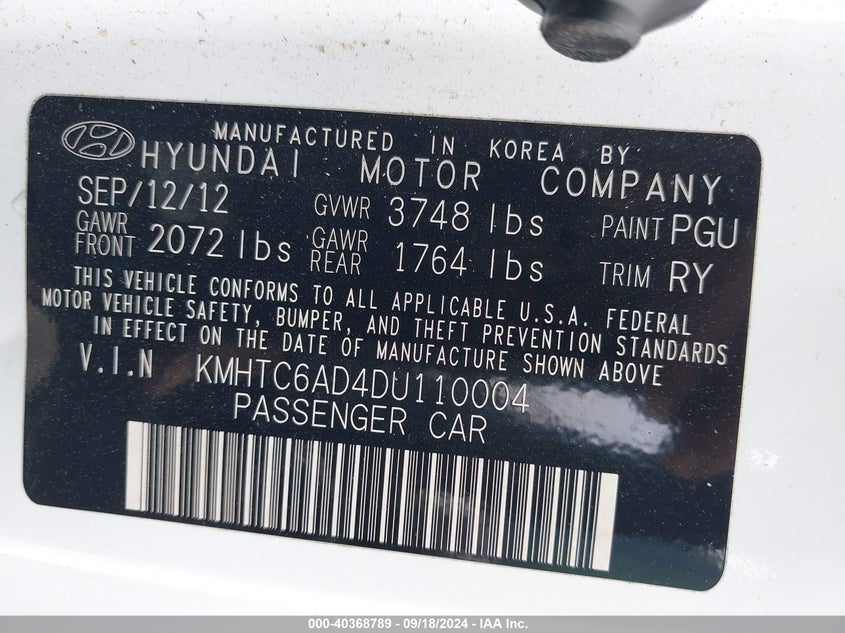 MANUFACTURED IN KOREA BY
HYUNDAI MOTOR COMPANY
SEP/12/12 GVWR 3748 lbs PAINT PGU
GAWR FRONT 2072 lbs GAWR REAR 1764 lbs TRIM RY
THIS VEHICLE CONFORMS TO ALL APPLICABLE U.S.A. FEDERAL
MOTOR VEHICLE SAFETY, BUMPER, AND THEFT PREVENTION STANDARDS
IN EFFECT ON THE DATE OF MANUFACTURE SHOWN ABOVE
V.I.N KMHTC6AD4DU110004
PASSENGER CAR
000-40368789 - 09/18/2024 - IAA Inc.